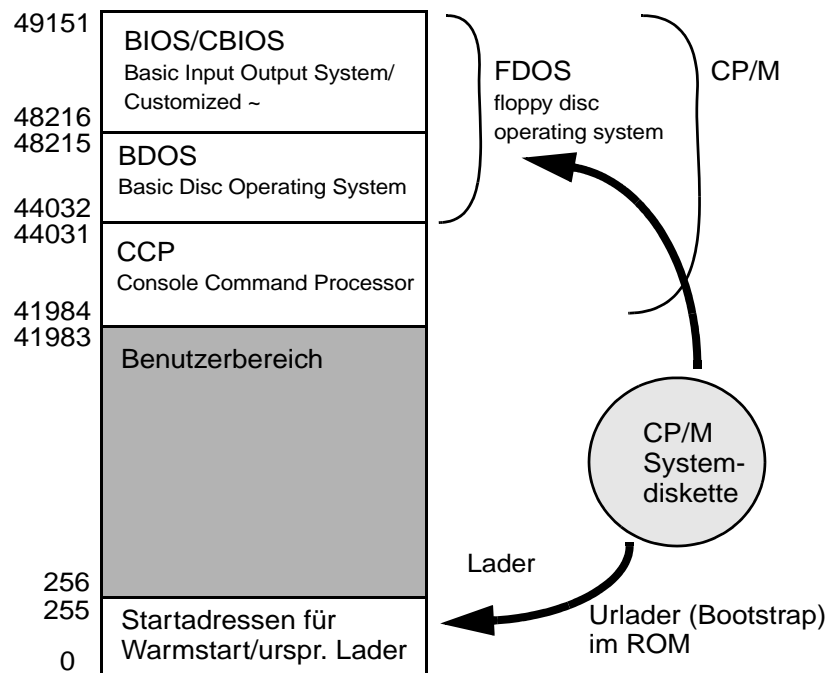 49151
BIOS/CBIOS
Basic Input Output System/
Customized ~
48216
48215
BDOS
Basic Disc Operating System
44032
44031
CCP
Console Command Processor
41984
41983
Benutzerbereich
256
255
Startadressen für
Warmstart/urspr. Lader
0
FDOS
floppy disc
operating system
CP/M
CP/M
System-
diskette
Lader
Urlader (Bootstrap)
im ROM